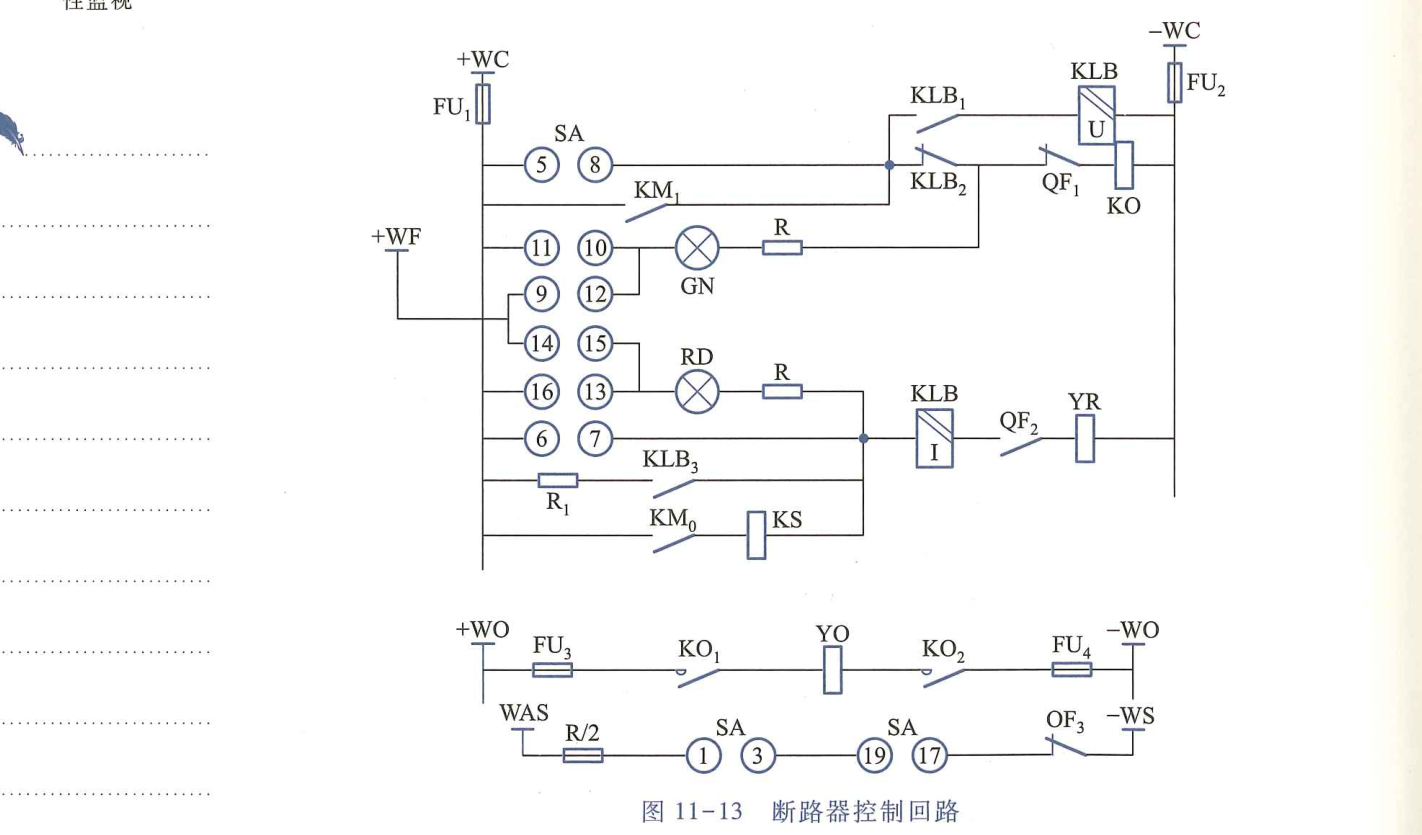 性监视
+WC
−WC
FU₁
FU₂
SA
5 8
KLB₁
KLB
U
KLB₂
QF₁
KO
KM₁
+WF
11 10
GN
R
9 12
14 15
RD
R
16 13
6 7
KLB
I
QF₂
YR
R₁
KLB₃
KM₀
KS
+WO
FU₃
KO₁
YO
KO₂
FU₄
−WO
WAS
R/2
SA
1 3
SA
19 17
OF₃
−WS
图 11-13 断路器控制回路